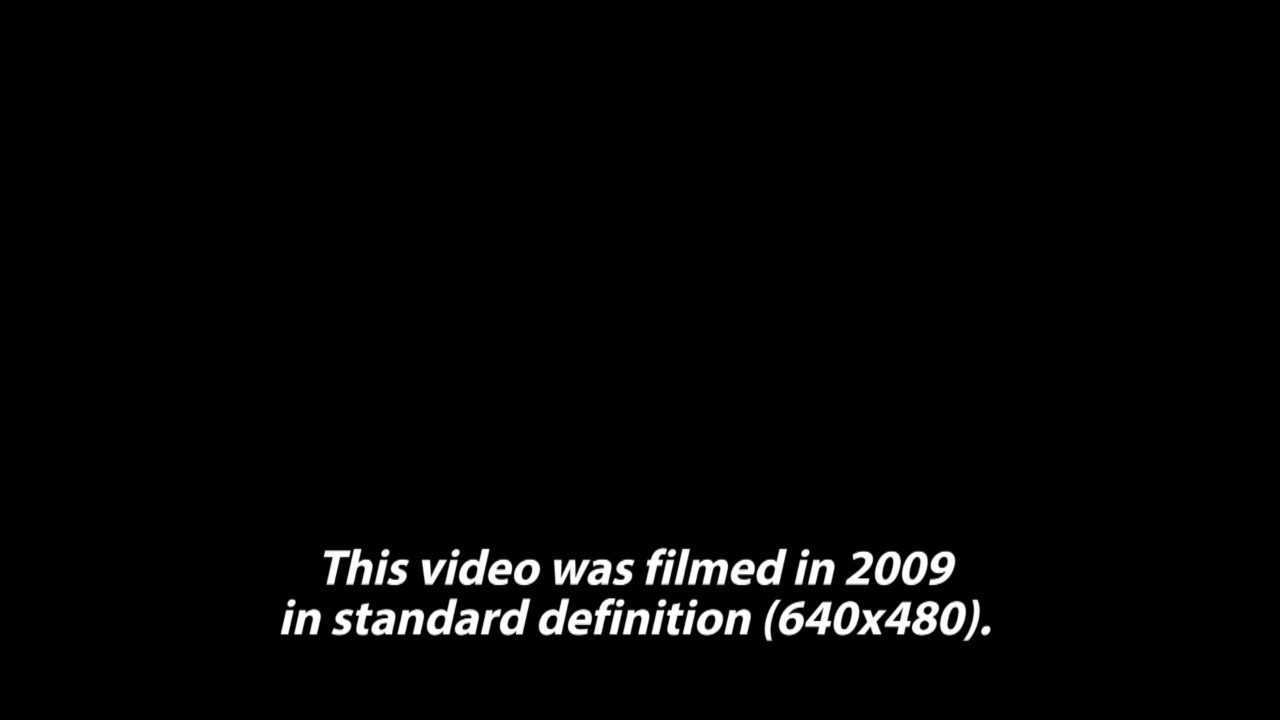 This video was filmed in 2009
in standard definition (640x480).